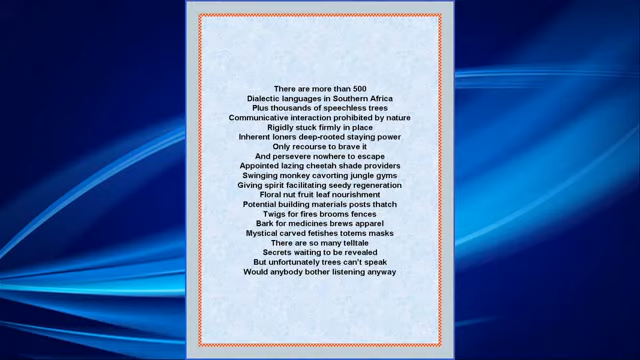 There are more than 500
Dialectic languages in Southern Africa
Plus thousands of speechless trees
Communicative interaction prohibited by nature
Rigidly stuck firmly in place
Inherent loners deep-rooted staying power
Only recourse to brave it
And persevere nowhere to escape
Appointed lazing cheetah shade providers
Swinging monkey cavorting jungle gyms
Giving spirit facilitating seedy regeneration
Floral nut fruit leaf nourishment
Potential building materials posts thatch
Twigs for fires brooms fences
Bark for medicines brews apparel
Mystical carved fetishes totems masks
There are so many telltale
Secrets waiting to be revealed
But unfortunately trees can't speak
Would anybody bother listening anyway